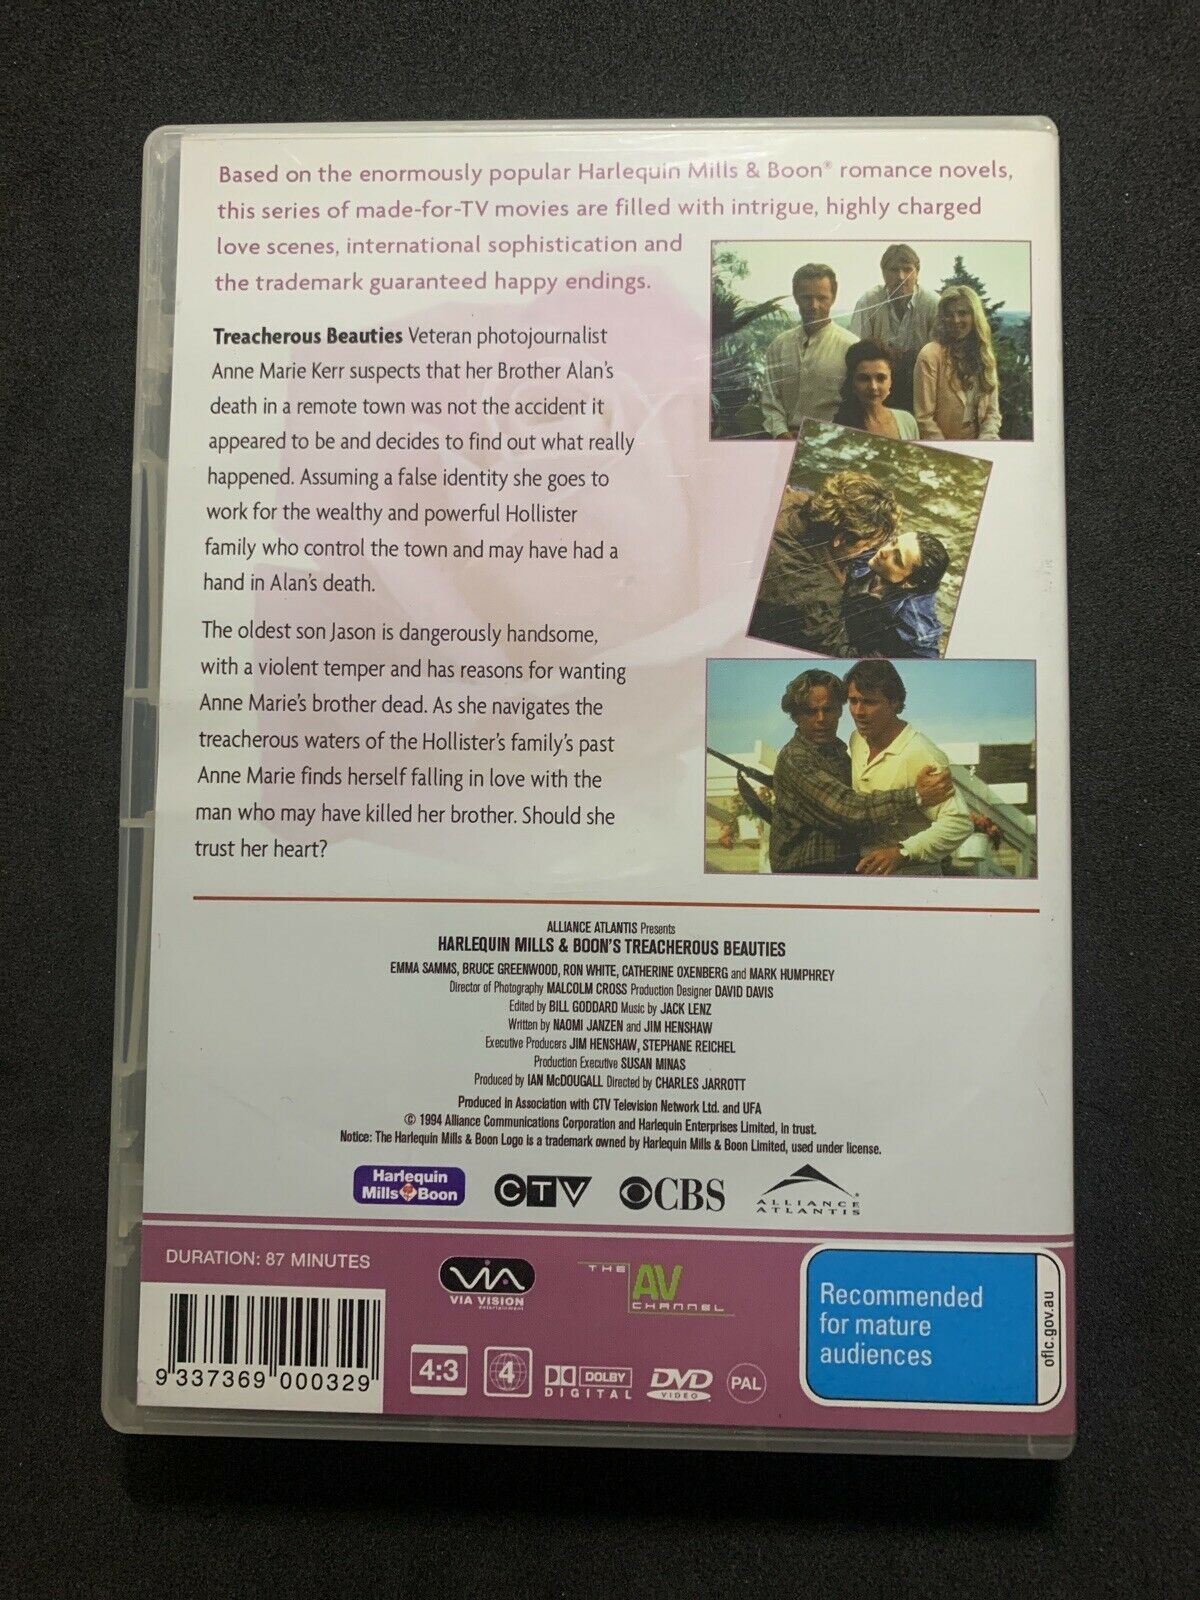 Based on the enormously popular Harlequin Mills & Boon® romance novels,
this series of made-for-TV movies are filled with intrigue, highly charged
love scenes, international sophistication and
the trademark guaranteed happy endings.
Treacherous Beauties Veteran photojournalist
Anne Marie Kerr suspects that her Brother Alan's
death in a remote town was not the accident it
appeared to be and decides to find out what really
happened. Assuming a false identity she goes to
work for the wealthy and powerful Hollister
family who control the town and may have had a
hand in Alan's death.
The oldest son Jason is dangerously handsome,
with a violent temper and has reasons for wanting
Anne Marie's brother dead. As she navigates the
treacherous waters of the Hollister's family's past
Anne Marie finds herself falling in love with the
man who may have killed her brother. Should she
trust her heart?
ALLIANCE ATLANTIS Presents
HARLEQUIN MILLS & BOON'S TREACHEROUS BEAUTIES
EMMA SAMMS, BRUCE GREENWOOD, RON WHITE, CATHERINE OXENBERG and MARK HUMPHREY
Director of Photography MALCOLM CROSS Production Designer DAVID DAVIS
Edited by BILL GODDARD Music by JACK LENZ
Written by NAOMI JANZEN and JIM HENSHAW
Executive Producers JIM HENSHAW, STEPHANE REICHEL
Production Executive SUSAN MINAS
Produced by IAN McDOUGALL Directed by CHARLES JARROTT
Produced in Association with CTV Television Network Ltd. and UFA
© 1994 Alliance Communications Corporation and Harlequin Enterprises Limited, in trust.
Notice: The Harlequin Mills & Boon Logo is a trademark owned by Harlequin Mills & Boon Limited, used under license.
Harlequin
Mills & Boon
CTV
CBS
ALLIANCE
ATLANTIS
DURATION: 87 MINUTES
VIA
VIA VISION
entertainment
THE
AV
CHANNEL
Recommended
for mature
audiences
oflc.gov.au
9 337369 000329
4:3
4
DOLBY
DIGITAL
DVD
VIDEO
PAL